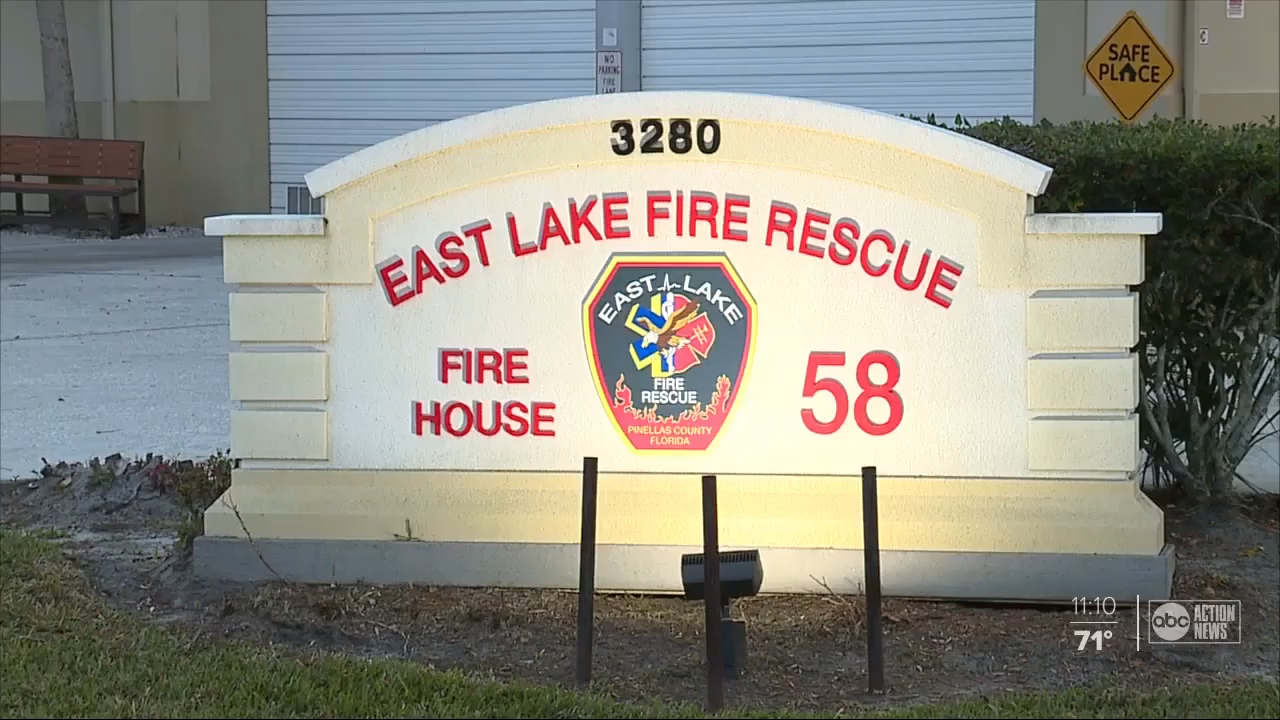 NO
PARKING
FIRE
LANE
SAFE
PLACE
3280
EAST LAKE FIRE RESCUE
EAST LAKE
FIRE
RESCUE
PINELLAS COUNTY
FLORIDA
FIRE
HOUSE
58
11:10
71°
abc ACTION
NEWS